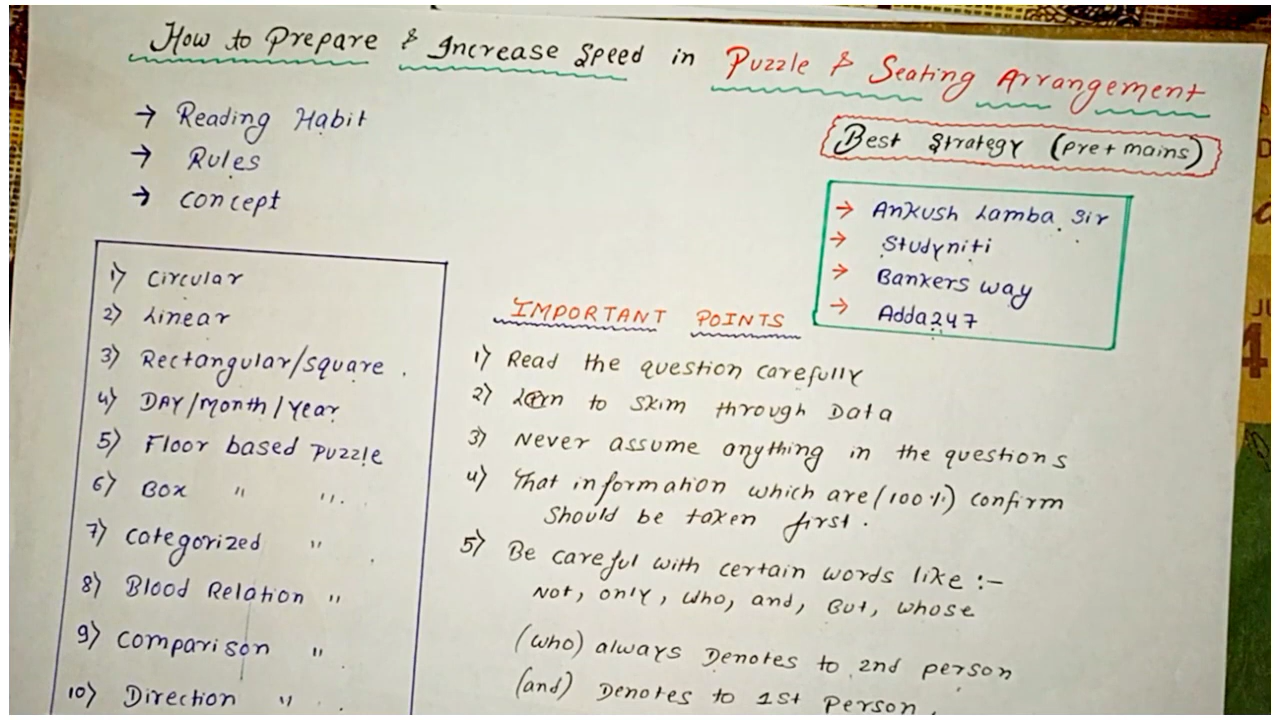 How to Prepare & Increase Speed in Puzzle & Seating Arrangement
→ Reading Habit
→ Rules
→ concept
Best Strategy (pre + mains)
→ Ankush Lamba Sir
→ Studyniti
→ Bankers way
→ Adda247
1) Circular
2) Linear
3) Rectangular/square.
4) DAY/Month/Year
5) Floor based Puzzle
6) Box " ".
7) Categorized "
8) Blood Relation "
9) Comparison "
10) Direction "
IMPORTANT POINTS
1) Read the question carefully
2) to skim through Data
3) Never assume anything in the questions
4) That information which are (100%) confirm
should be taken first.
5) Be careful with certain words like :-
Not, only, who, and, But, whose
(who) always Denotes to 2nd person
(and) Denotes to 1st Person.